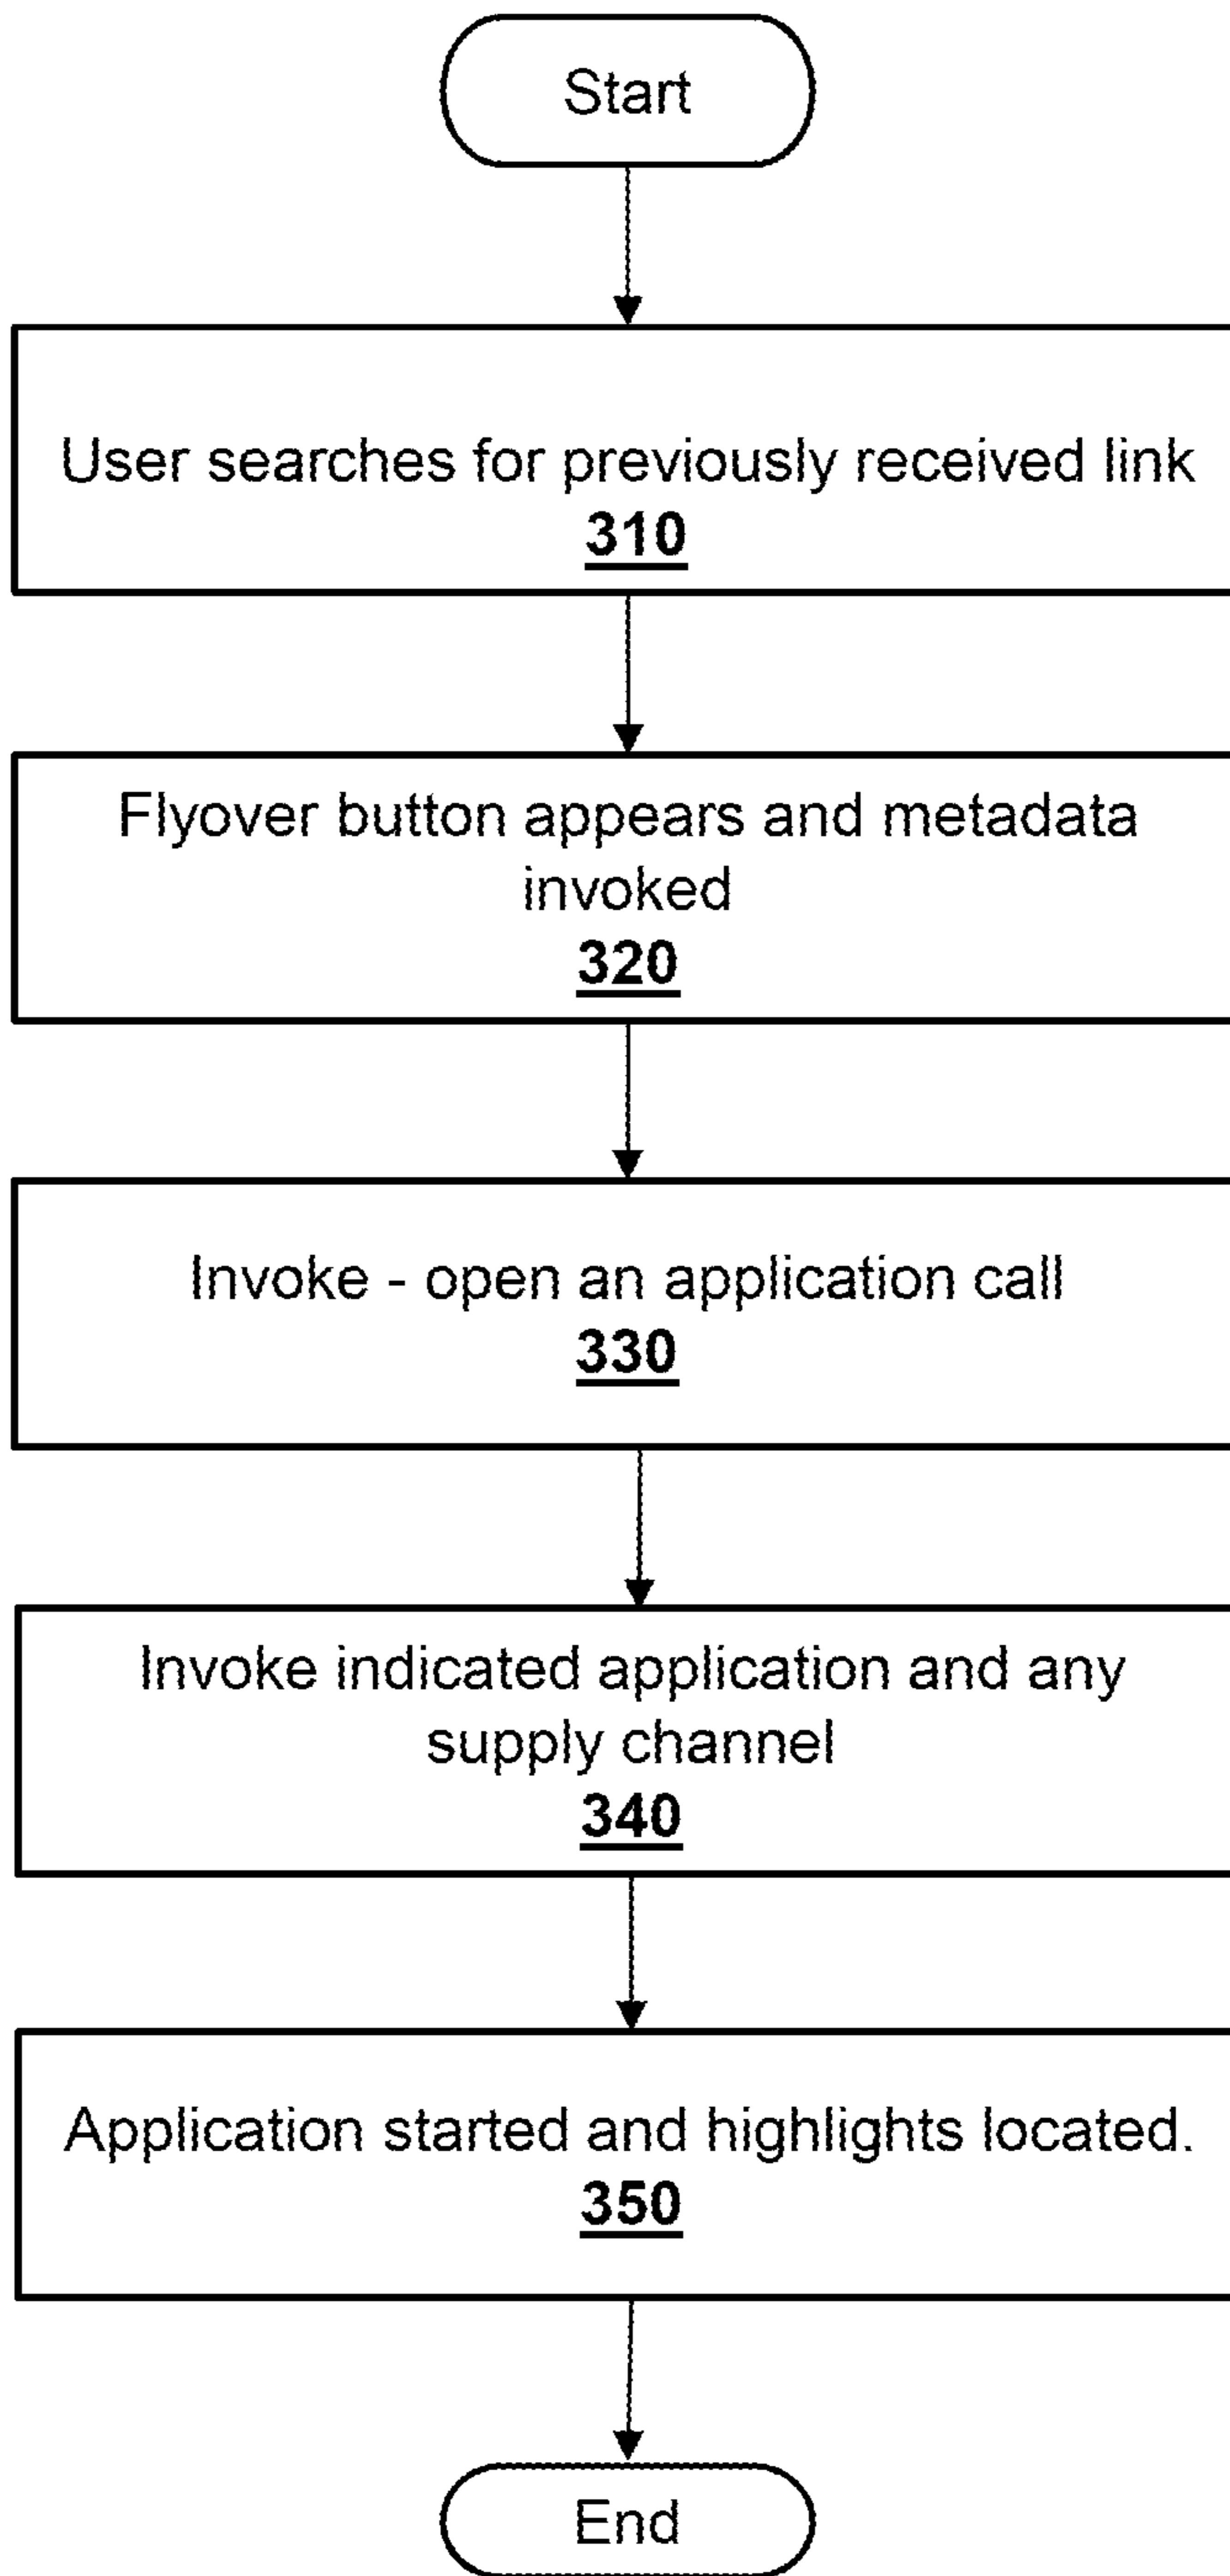 Start
User searches for previously received link
310
Flyover button appears and metadata
invoked
320
Invoke - open an application call
330
Invoke indicated application and any
supply channel
340
Application started and highlights located.
350
End